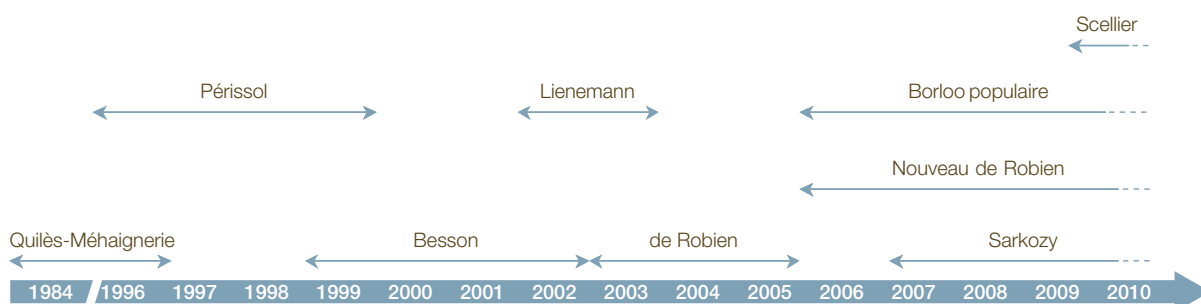 Scellier
Périssol Lienemann Borloo populaire
Nouveau de Robien
Quilès-Méhaignerie Besson de Robien Sarkozy
1984 1996 1997 1998 1999 2000 2001 2002 2003 2004 2005 2006 2007 2008 2009 2010